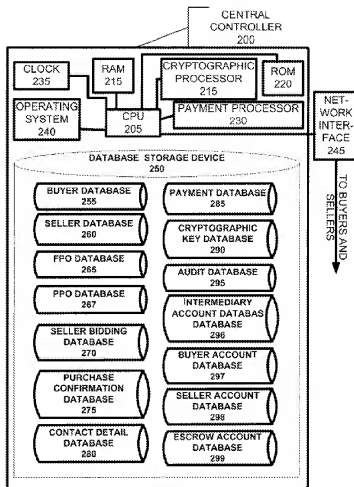 CENTRAL
CONTROLLER
200
CLOCK
235
RAM
215
CRYPTOGRAPHIC
PROCESSOR
215
ROM
220
OPERATING
SYSTEM
240
CPU
205
PAYMENT PROCESSOR
230
NET-
WORK
INTER-
FACE
245
TO BUYERS AND
SELLERS
DATABASE STORAGE DEVICE
250
BUYER DATABASE
255
SELLER DATABASE
260
FPO DATABASE
265
PPO DATABASE
267
SELLER BIDDING
DATABASE
270
PURCHASE
CONFIRMATION
DATABASE
275
CONTACT DETAIL
DATABASE
280
PAYMENT DATABASE
285
CRYPTOGRAPHIC
KEY DATABASE
290
AUDIT DATABASE
295
INTERMEDIARY
ACCOUNT DATABAS
DATABASE
296
BUYER ACCOUNT
DATABASE
297
SELLER ACCOUNT
DATABASE
298
ESCROW ACCOUNT
DATABASE
299